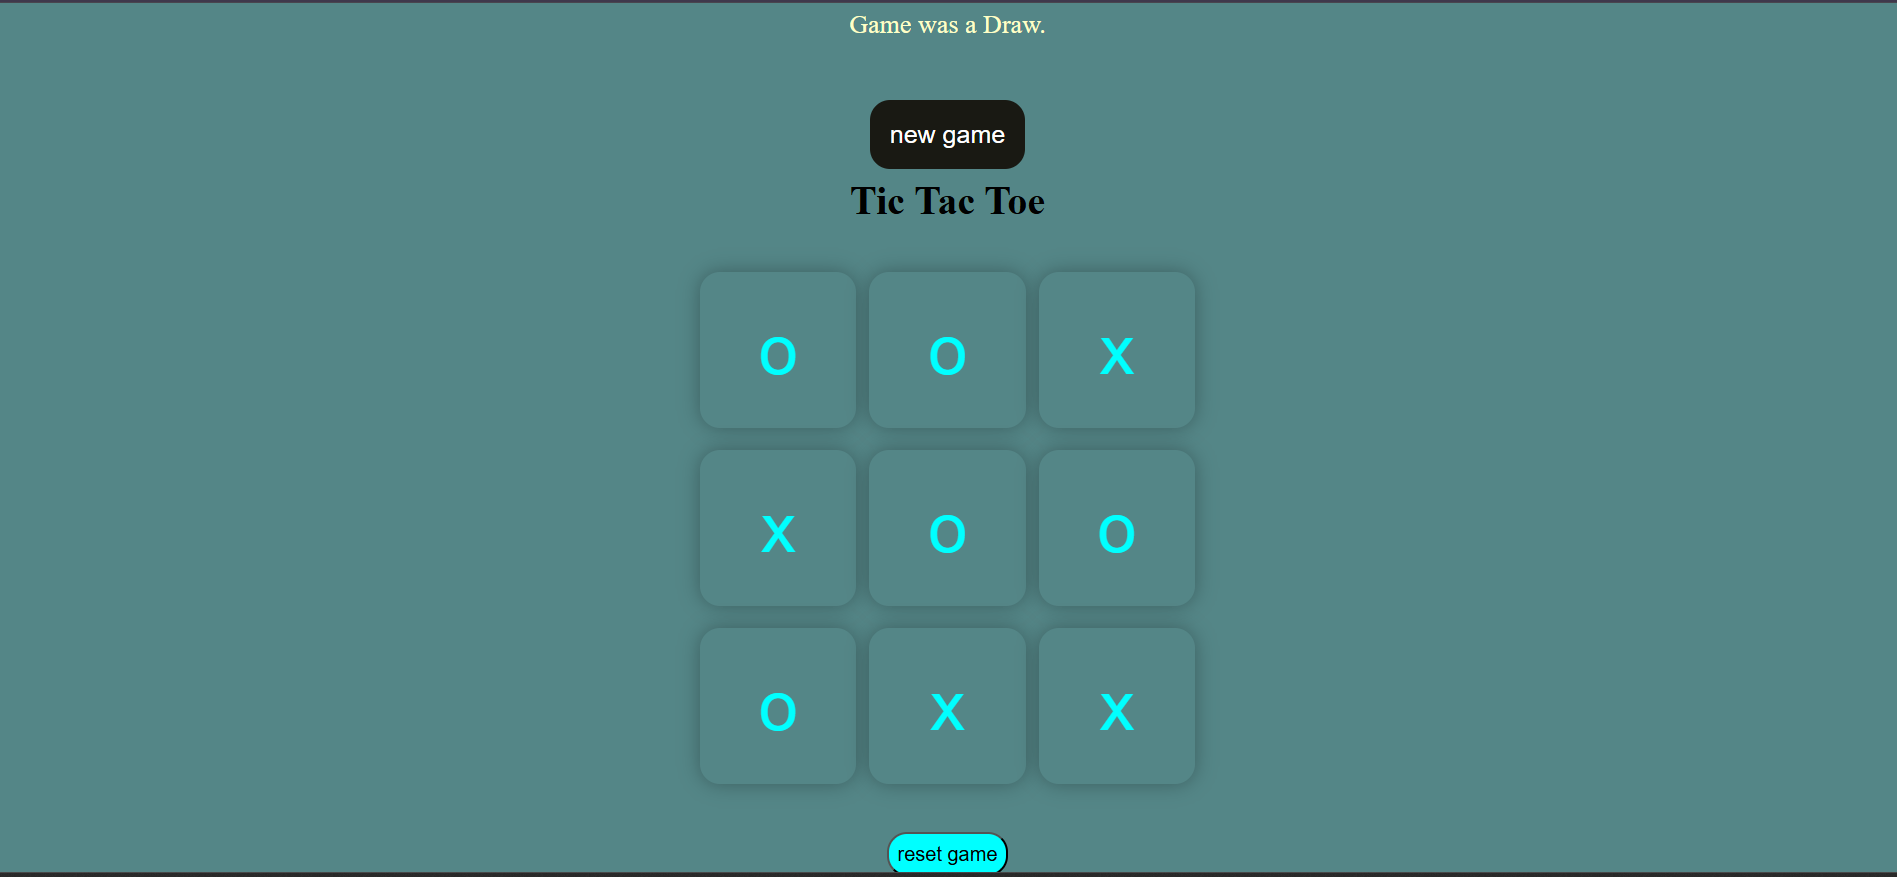 Game was a Draw.
new game
Tic Tac Toe
O O X
X O O
O X X
reset game